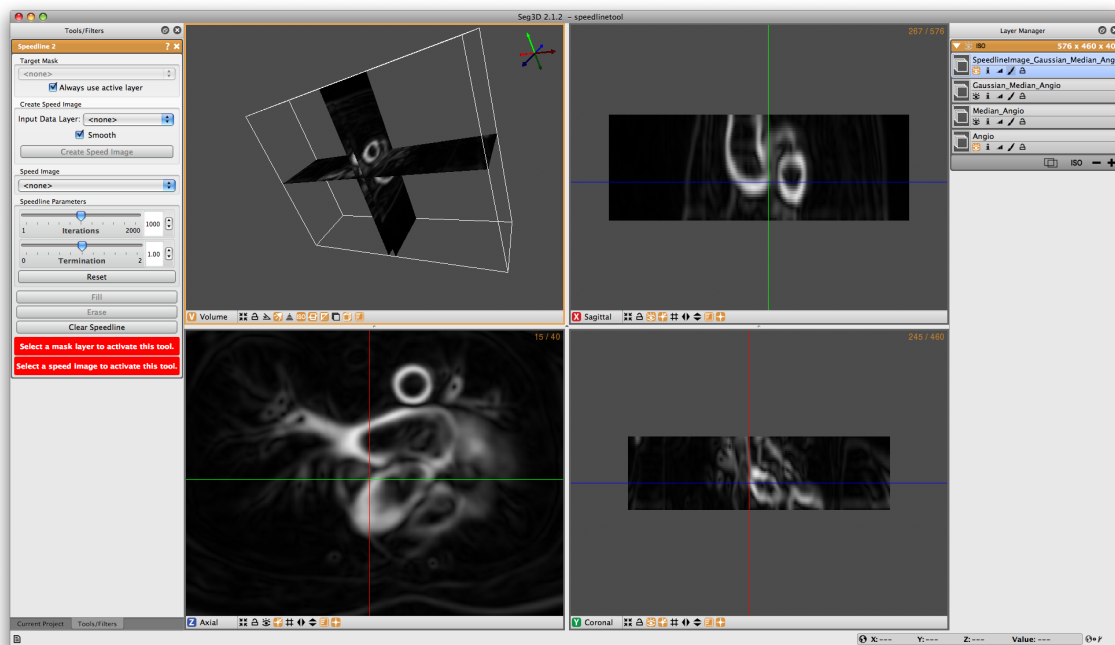 Seg3D 2.1.2 - speedlinetool
Tools/Filters
Speedline 2 ?
Target Mask
<none>
Always use active layer
Create Speed Image
Input Data Layer: <none>
Smooth
Create Speed Image
Speed Image
<none>
Speedline Parameters
1000
1 Iterations 2000
1.00
0 Termination 2
Reset
Fill
Erase
Clear Speedline
Select a mask layer to activate this tool.
Select a speed image to activate this tool.
Current Project Tools/Filters
V Volume ISO
267 / 576
X Sagittal
15 / 40
Z Axial
245 / 460
Y Coronal
Layer Manager
ISO 576 x 460 x 40
SpeedlineImage_Gaussian_Median_Angio
Gaussian_Median_Angio
Median_Angio
Angio
ISO
X: --- Y: --- Z: --- Value: ---